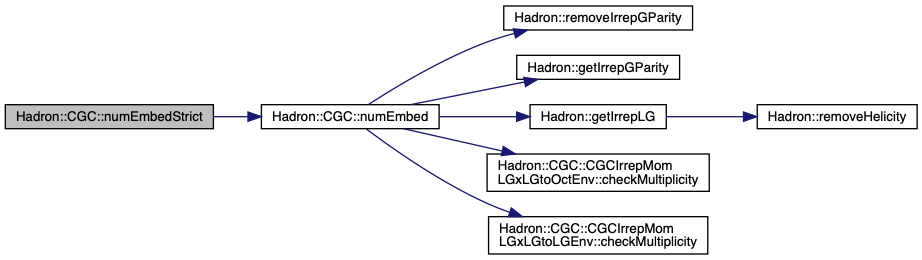 Hadron::removeIrrepGParity
Hadron::getIrrepGParity
Hadron::CGC::numEmbedStrict
Hadron::CGC::numEmbed
Hadron::getIrrepLG
Hadron::removeHelicity
Hadron::CGC::CGCIrrepMom
LGxLGtoOctEnv::checkMultiplicity
Hadron::CGC::CGCIrrepMom
LGxLGtoLGEnv::checkMultiplicity